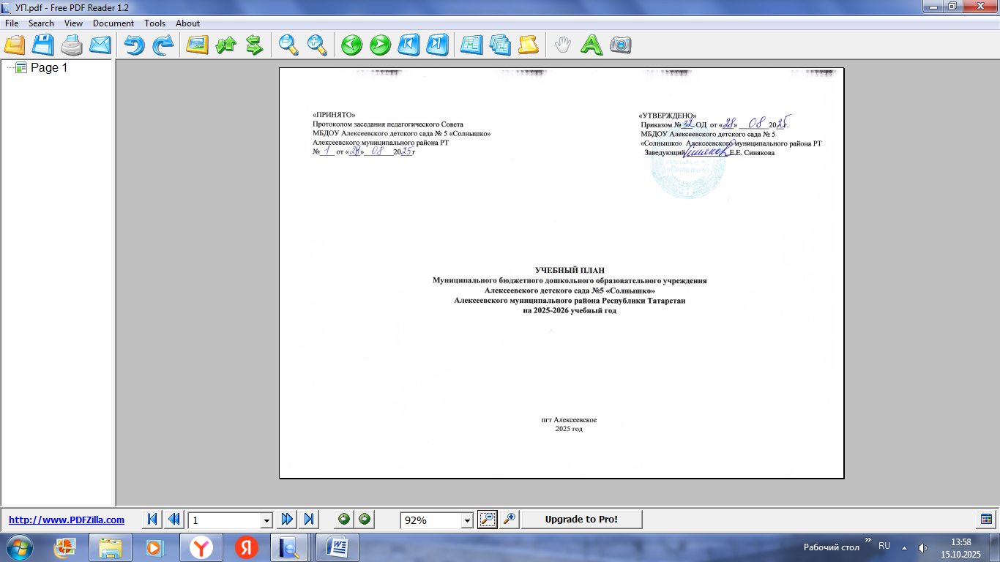 УП.pdf - Free PDF Reader 1.2
File Search View Document Tools About
Page 1
«ПРИНЯТО»
Протоколом заседания педагогического Совета
МБДОУ Алексеевского детского сада № 5 «Солнышко»
Алексеевского муниципального района РТ
№ 1 от «28» 08 2025г
«УТВЕРЖДЕНО»
Приказом №32 ОД от «28» 08 2025г.
МБДОУ Алексеевского детского сада № 5
«Солнышко» Алексеевского муниципального района РТ
Заведующий Е.Е. Синякова
«Солнышко»
УЧЕБНЫЙ ПЛАН
Муниципального бюджетного дошкольного образовательного учреждения
Алексеевского детского сада №5 «Солнышко»
Алексеевского муниципального района Республики Татарстан
на 2025-2026 учебный год
пгт Алексеевское
2025 год
http://www.PDFZilla.com
1
92%
Upgrade to Pro!
Рабочий стол
RU
13:58
15.10.2025